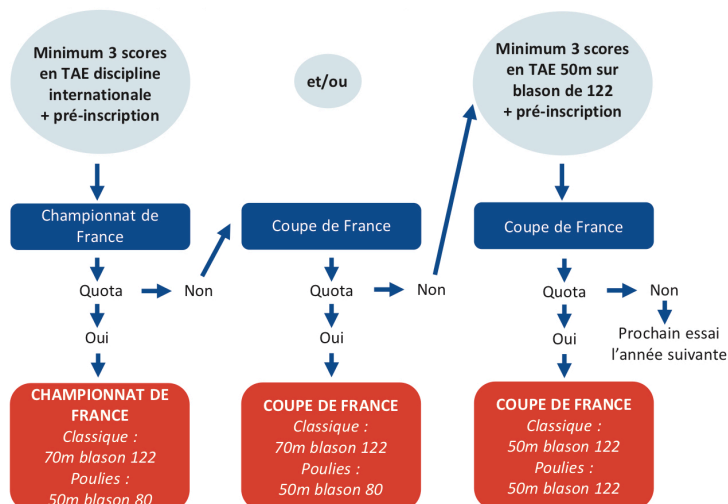 Minimum 3 scores
en TAE discipline
internationale
+ pré-inscription
et/ou
Minimum 3 scores
en TAE 50m sur
blason de 122
+ pré-inscription
Championnat de
France
Coupe de France
Coupe de France
Quota
Non
Quota
Non
Quota
Non
Oui
Oui
Oui
Prochain essai
l'année suivante
CHAMPIONNAT DE
FRANCE
Classique :
70m blason 122
Poulies :
50m blason 80
COUPE DE FRANCE
Classique :
70m blason 122
Poulies :
50m blason 80
COUPE DE FRANCE
Classique :
50m blason 122
Poulies :
50m blason 122